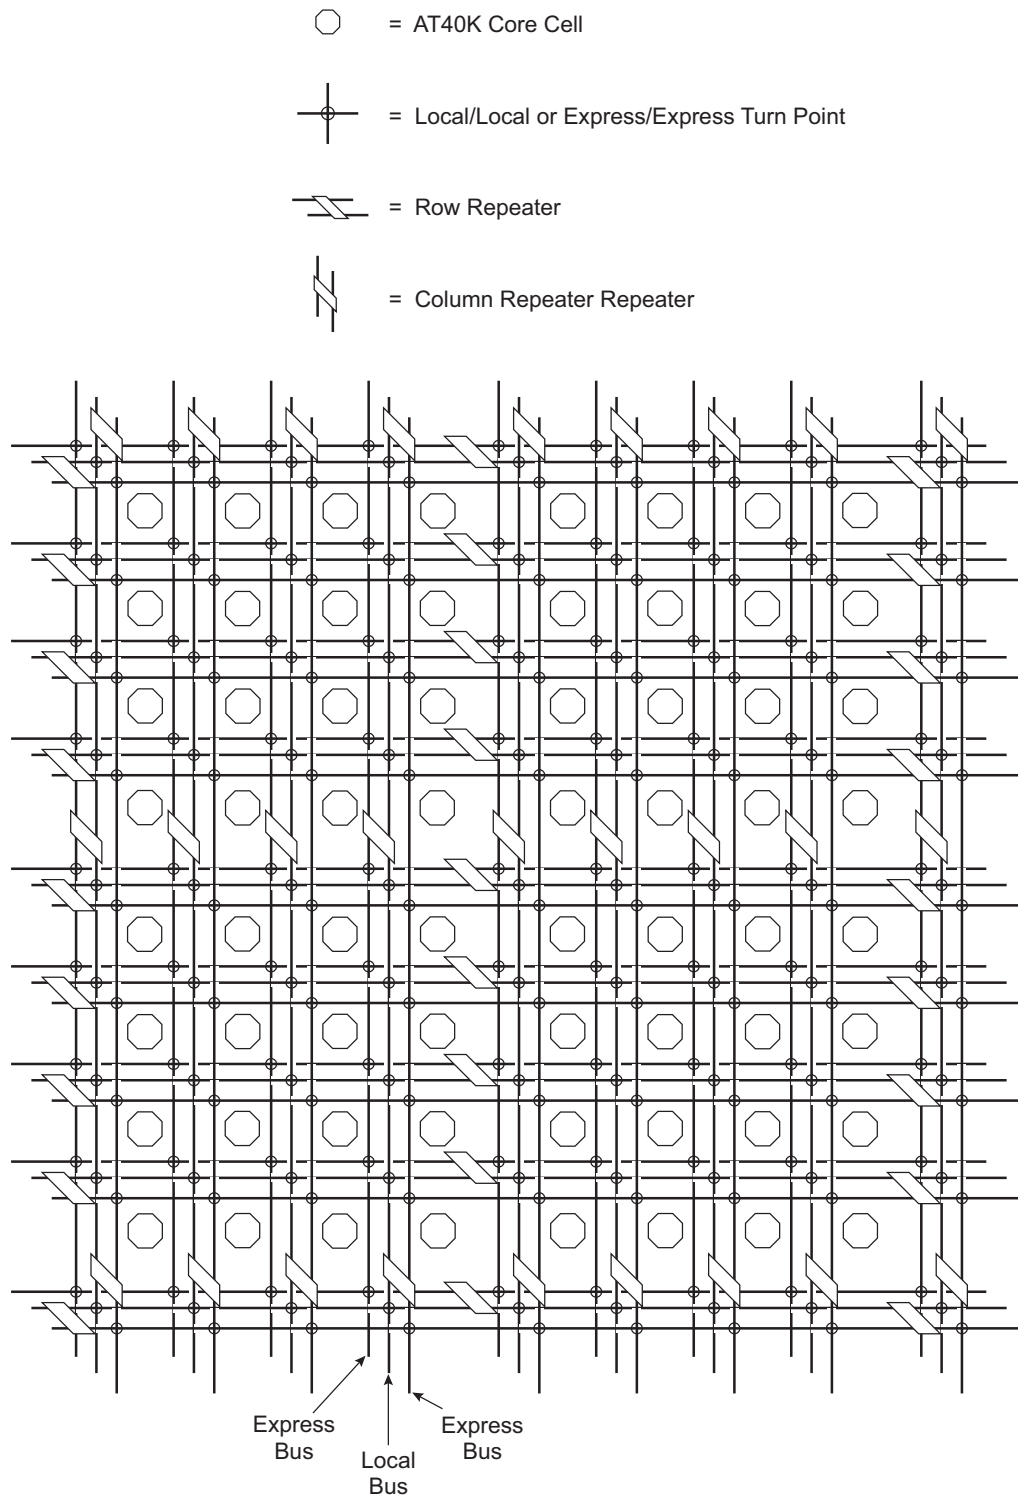 = AT40K Core Cell
= Local/Local or Express/Express Turn Point
= Row Repeater
= Column Repeater Repeater
Express
Bus
Local
Bus
Express
Bus